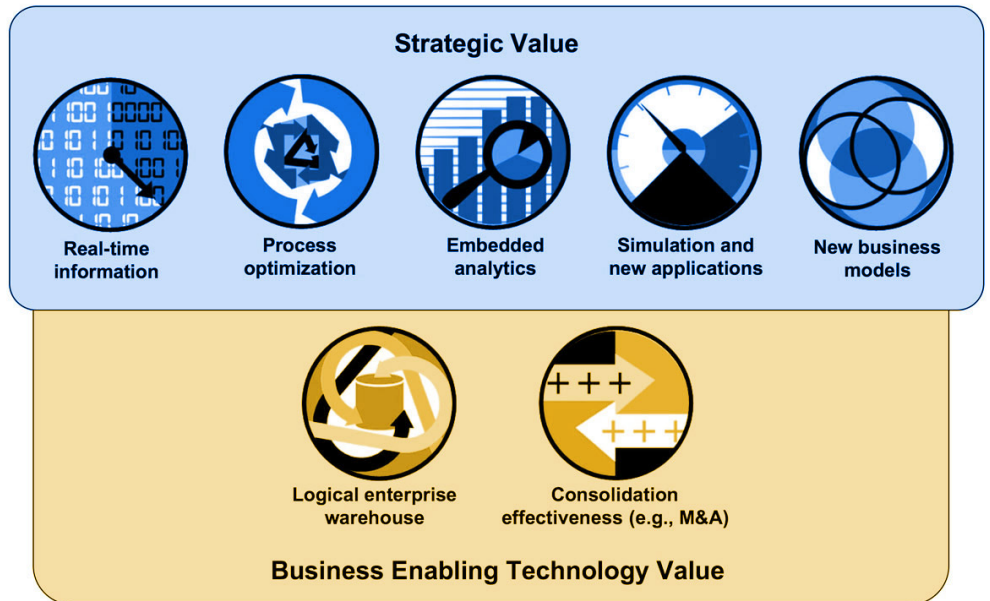 Strategic Value
Real-time
information
Process
optimization
Embedded
analytics
Simulation and
new applications
New business
models
Logical enterprise
warehouse
Consolidation
effectiveness (e.g., M&A)
Business Enabling Technology Value